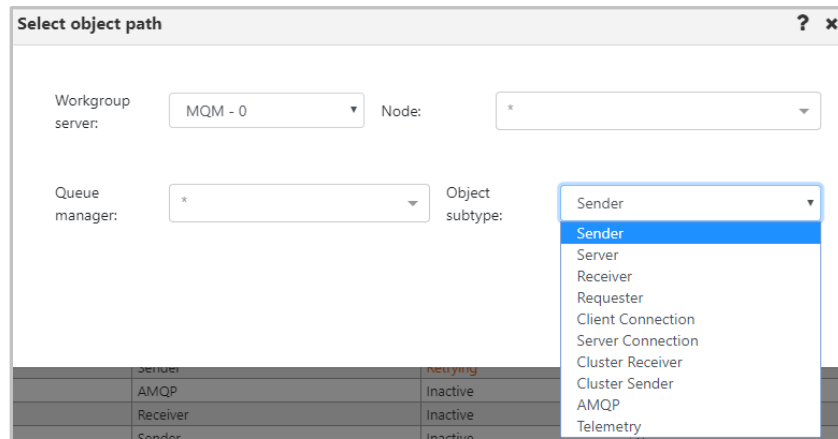 Select object path
? ×
Workgroup server:
MQM - 0
Node:
*
Queue manager:
*
Object subtype:
Sender
Sender
Server
Receiver
Requester
Client Connection
Server Connection
Cluster Receiver
Cluster Sender
AMQP
Telemetry
Sender
Retrying
AMQP
Inactive
Receiver
Inactive
Sender
Inactive